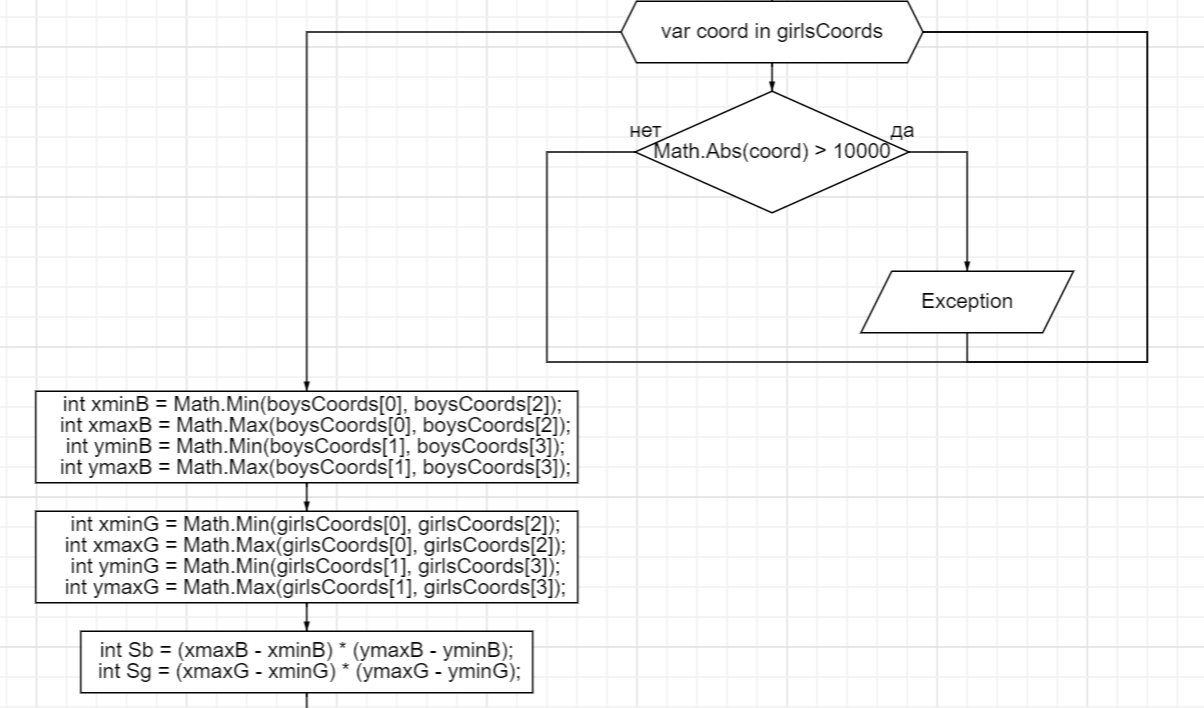 var coord in girlsCoords
нет
да
Math.Abs(coord) > 10000
Exception
int xminB = Math.Min(boysCoords[0], boysCoords[2]);
int xmaxB = Math.Max(boysCoords[0], boysCoords[2]);
int yminB = Math.Min(boysCoords[1], boysCoords[3]);
int ymaxB = Math.Max(boysCoords[1], boysCoords[3]);
int xminG = Math.Min(girlsCoords[0], girlsCoords[2]);
int xmaxG = Math.Max(girlsCoords[0], girlsCoords[2]);
int yminG = Math.Min(girlsCoords[1], girlsCoords[3]);
int ymaxG = Math.Max(girlsCoords[1], girlsCoords[3]);
int Sb = (xmaxB - xminB) * (ymaxB - yminB);
int Sg = (xmaxG - xminG) * (ymaxG - yminG);